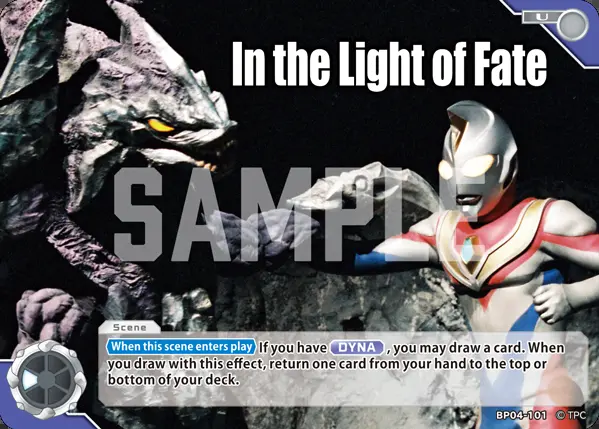 U
In the Light of Fate
SAMPLE
Scene
When this scene enters play If you have DYNA , you may draw a card. When
you draw with this effect, return one card from your hand to the top or
bottom of your deck.
BP04-101 © TPC